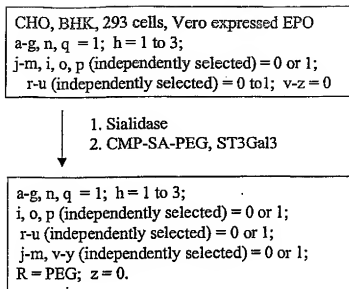 CHO, BHK, 293 cells, Vero expressed EPO
a-g, n, q = 1; h = 1 to 3;
j-m, i, o, p (independently selected) = 0 or 1;
r-u (independently selected) = 0 to1; v-z = 0
1. Sialidase
2. CMP-SA-PEG, ST3Gal3
a-g, n, q = 1; h = 1 to 3;
i, o, p (independently selected) = 0 or 1;
r-u (independently selected) = 0 or 1;
j-m, v-y (independently selected) = 0 or 1;
R = PEG; z = 0.